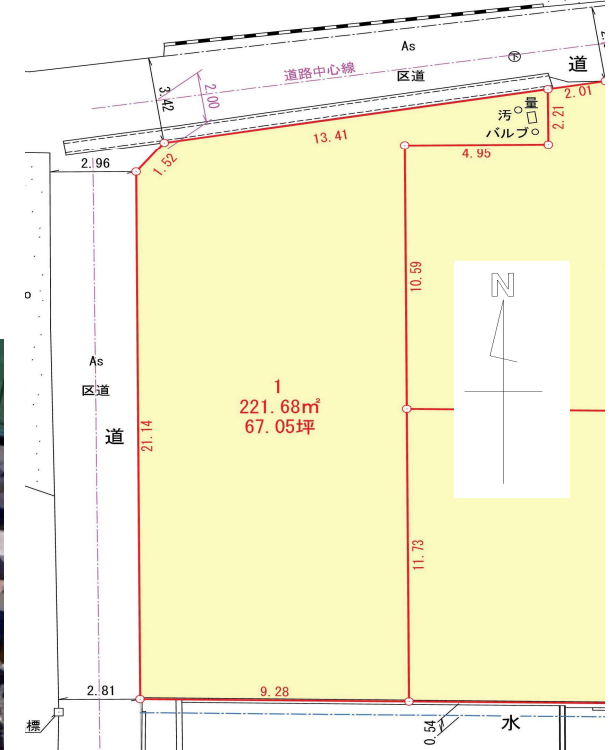 As
区道
道
下
道路中心線
3.42
2.00
2.01
汚
量
バルブ
2.21
13.41
4.95
1.52
2.96
10.59
N
As
区道
道
21.14
1
221.68㎡
67.05坪
11.73
2.81
9.28
標
0.54
水